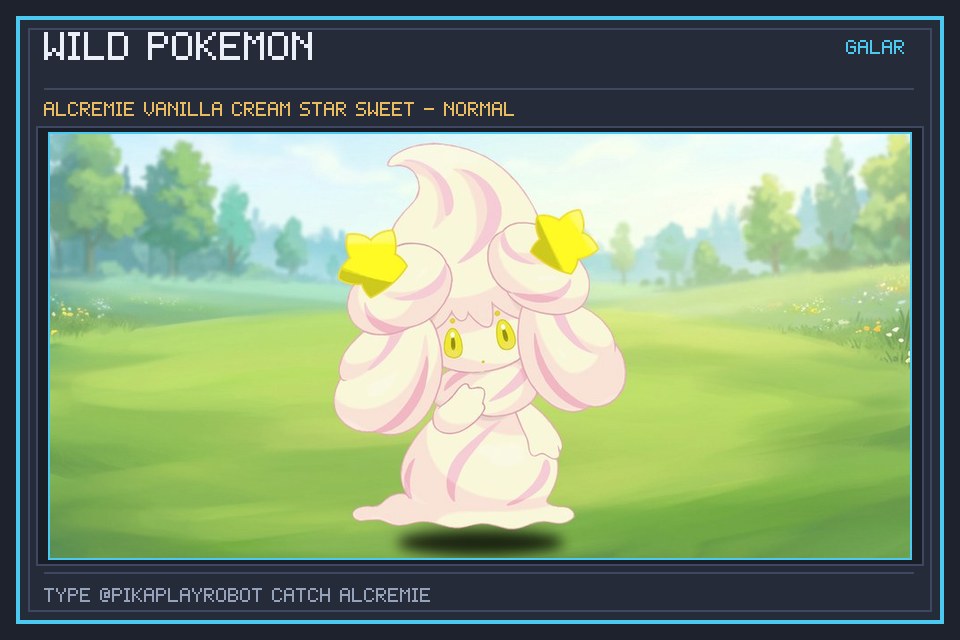 WILD POKEMON
GALAR
ALCREMIE VANILLA CREAM STAR SWEET - NORMAL
TYPE @PIKAPLAYROBOT CATCH ALCREMIE